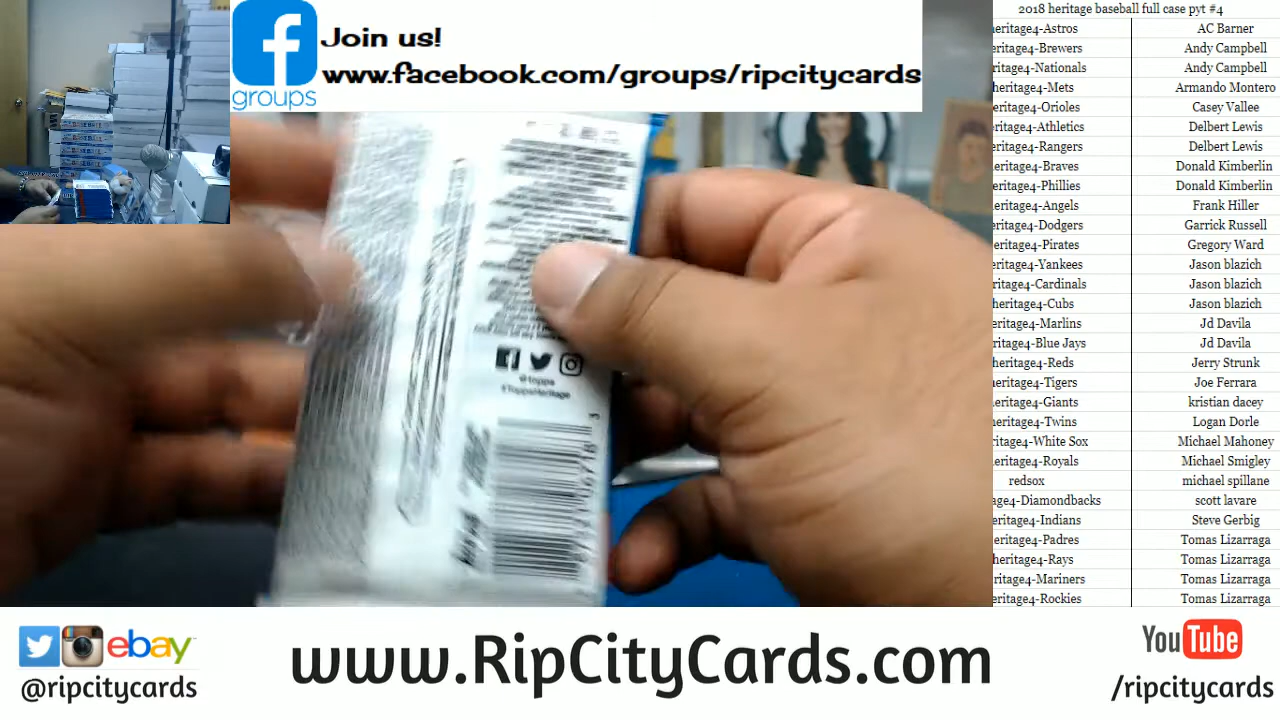 Join us!
www.facebook.com/groups/ripcitycards
groups
2018 heritage baseball full case pyt #4
eritage4-Astros AC Barner
eritage4-Brewers Andy Campbell
eritage4-Nationals Andy Campbell
heritage4-Mets Armando Montero
eritage4-Orioles Casey Vallee
eritage4-Athletics Delbert Lewis
eritage4-Rangers Delbert Lewis
eritage4-Braves Donald Kimberlin
eritage4-Phillies Donald Kimberlin
eritage4-Angels Frank Hiller
eritage4-Dodgers Garrick Russell
eritage4-Pirates Gregory Ward
eritage4-Yankees Jason blazich
eritage4-Cardinals Jason blazich
heritage4-Cubs Jason blazich
eritage4-Marlins Jd Davila
ritage4-Blue Jays Jd Davila
heritage4-Reds Jerry Strunk
eritage4-Tigers Joe Ferrara
eritage4-Giants kristian dacey
eritage4-Twins Logan Dorle
ritage4-White Sox Michael Mahoney
eritage4-Royals Michael Smigley
redsox michael spillane
age4-Diamondbacks scott lavare
eritage4-Indians Steve Gerbig
eritage4-Padres Tomas Lizarraga
heritage4-Rays Tomas Lizarraga
ritage4-Mariners Tomas Lizarraga
ritage4-Rockies Tomas Lizarraga
@topps
#ToppsHeritage
ebay
@ripcitycards
www.RipCityCards.com
YouTube
/ripcitycards